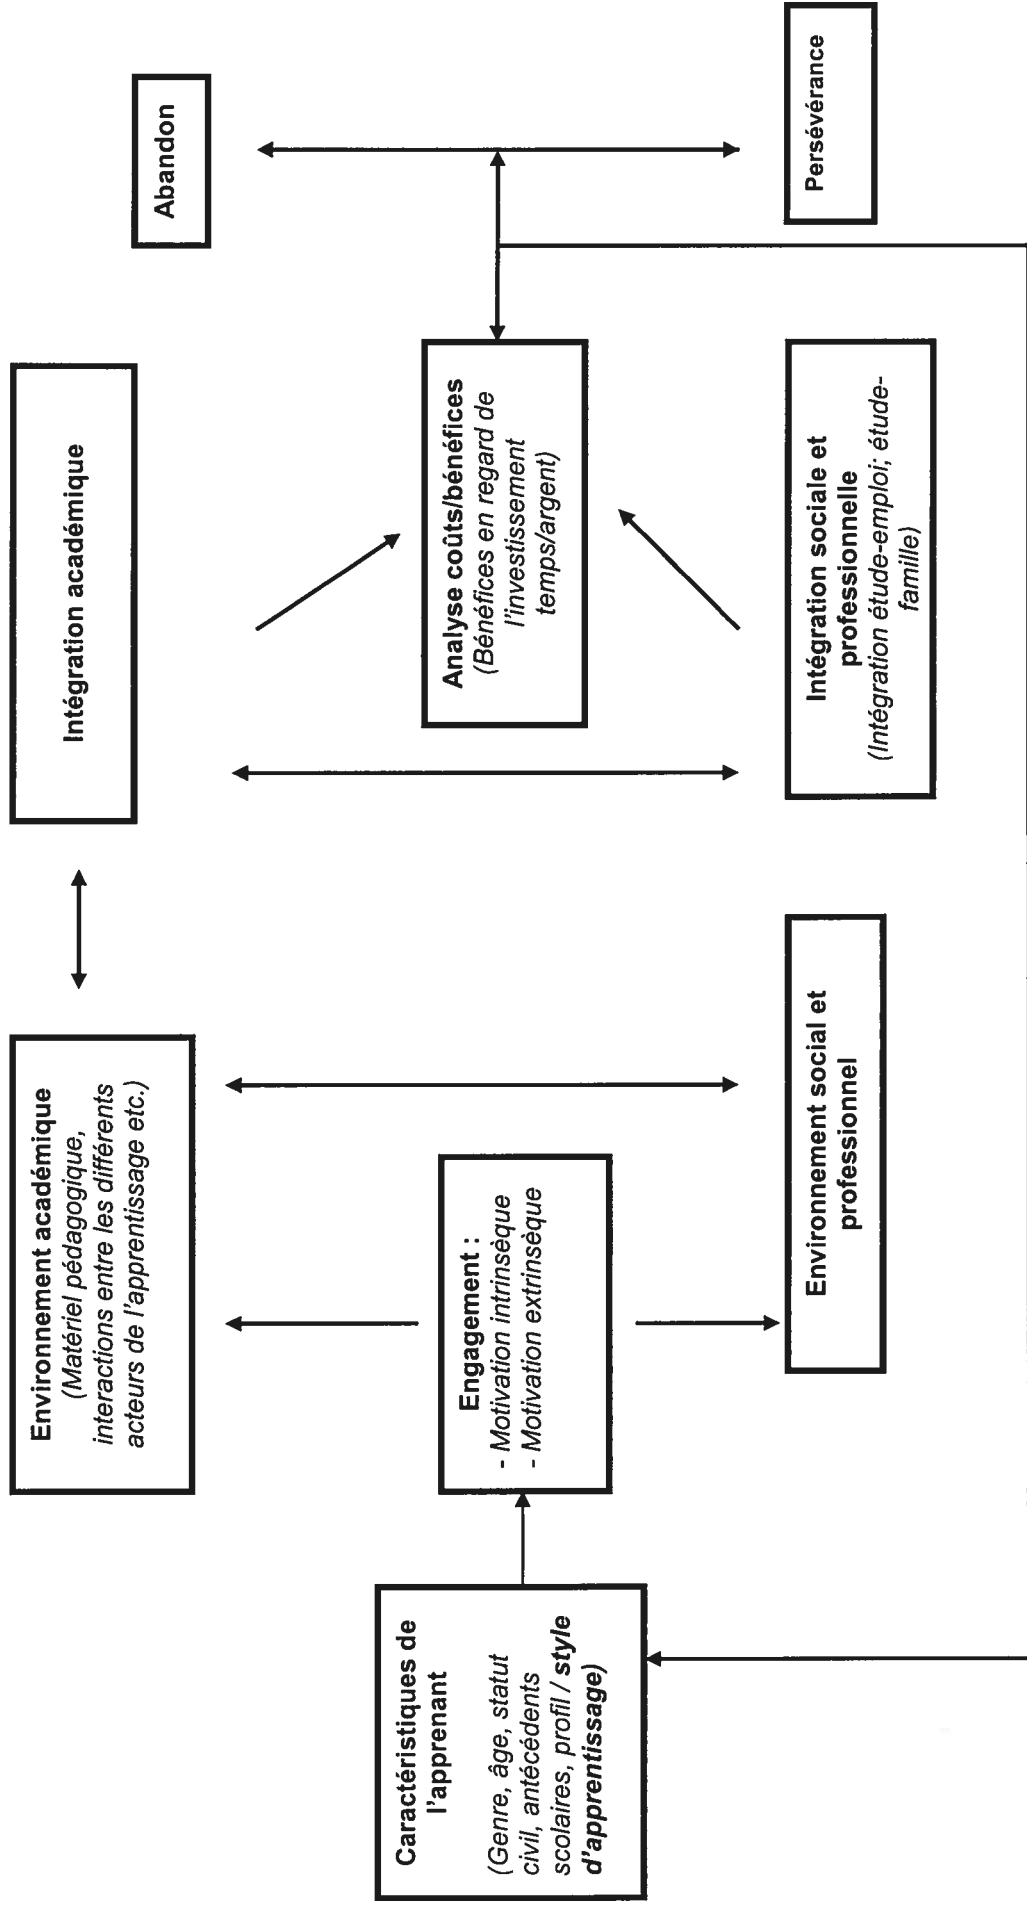 Caractéristiques de
l'apprenant
(Genre, âge, statut
civil, antécédents
scolaires, profil / style
d'apprentissage)
Environnement académique
(Matériel pédagogique,
interactions entre les différents
acteurs de l'apprentissage etc.)
Engagement :
- Motivation intrinsèque
- Motivation extrinsèque
Environnement social et
professionnel
Intégration académique
Analyse coûts/bénéfices
(Bénéfices en regard de
l'investissement
temps/argent)
Intégration sociale et
professionnelle
(Intégration étude-emploi; étude-
famille)
Abandon
Persévérance